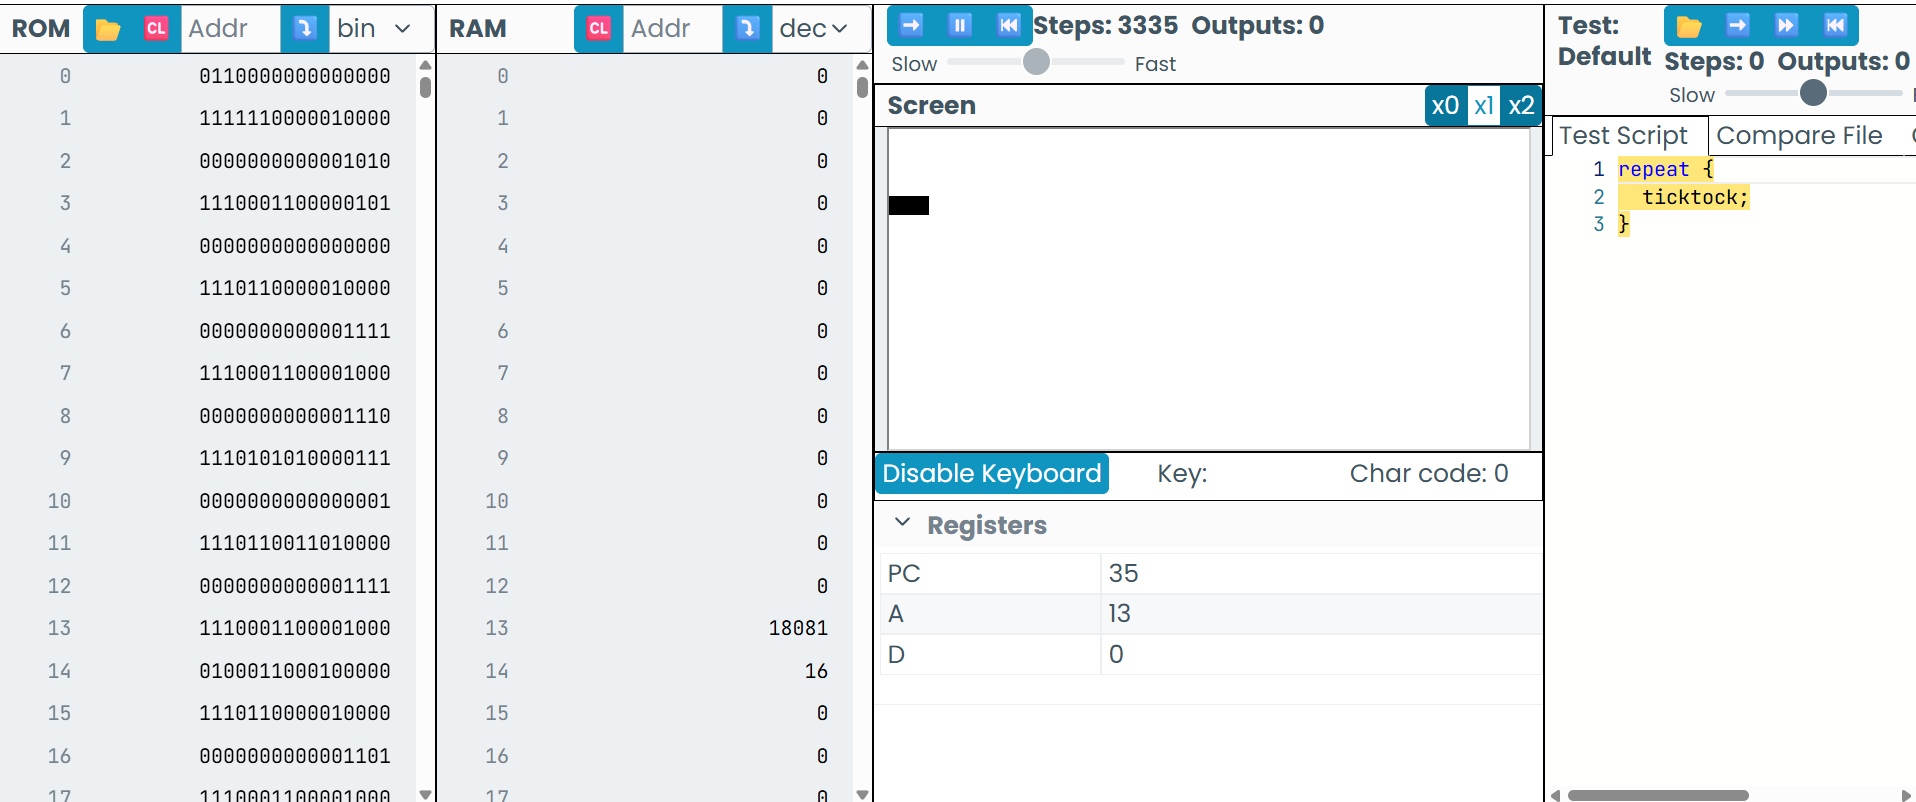 ROM CL Addr bin
0 0110000000000000
1 1111110000010000
2 0000000000001010
3 1110001100000101
4 0000000000000000
5 1110110000010000
6 0000000000001111
7 1110001100001000
8 0000000000001110
9 1110101010000111
10 0000000000000001
11 1110110011010000
12 0000000000001111
13 1110001100001000
14 0100011000100000
15 1110110000010000
16 0000000000001101
17 1110001100001000
RAM CL Addr dec
0 0
1 0
2 0
3 0
4 0
5 0
6 0
7 0
8 0
9 0
10 0
11 0
12 0
13 18081
14 16
15 0
16 0
17 0
Steps: 3335 Outputs: 0
Slow Fast
Screen x0 x1 x2
Disable Keyboard Key: Char code: 0
Registers
PC 35
A 13
D 0
Test:
Default
Steps: 0 Outputs: 0
Slow
Test Script Compare File
1 repeat {
2 ticktock;
3 }